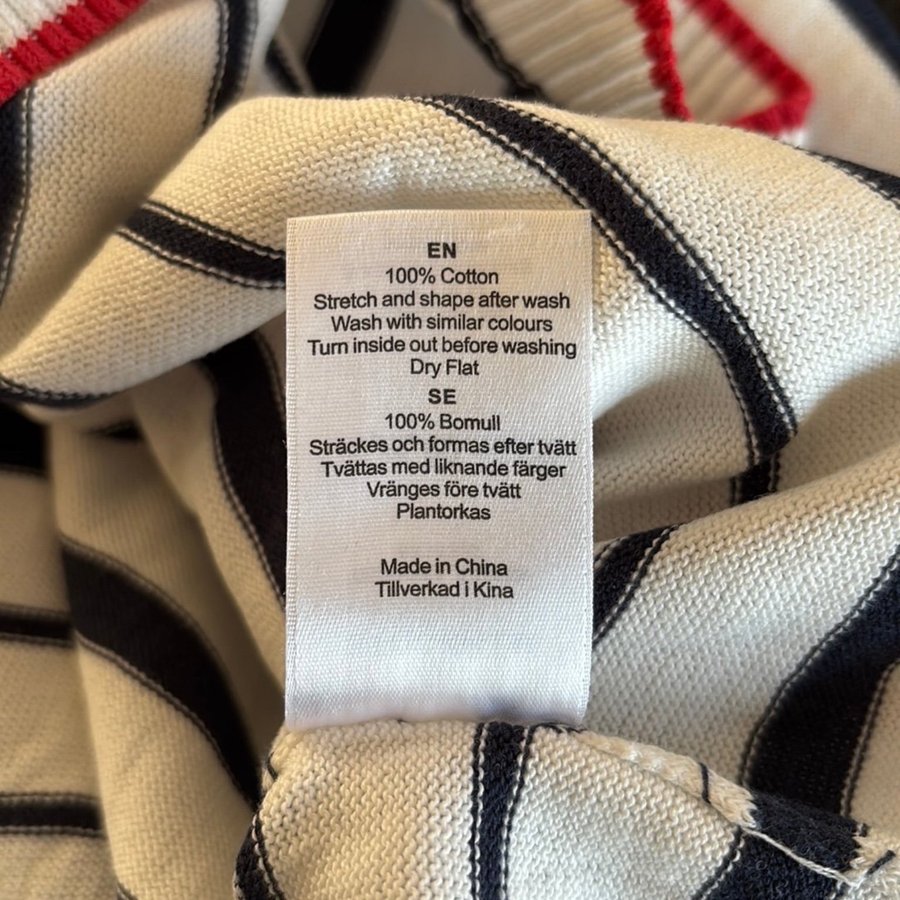 EN
100% Cotton
Stretch and shape after wash
Wash with similar colours
Turn inside out before washing
Dry Flat
SE
100% Bomull
Sträckes och formas efter tvätt
Tvättas med liknande färger
Vränges före tvätt
Plantorkas
Made in China
Tillverkad i Kina